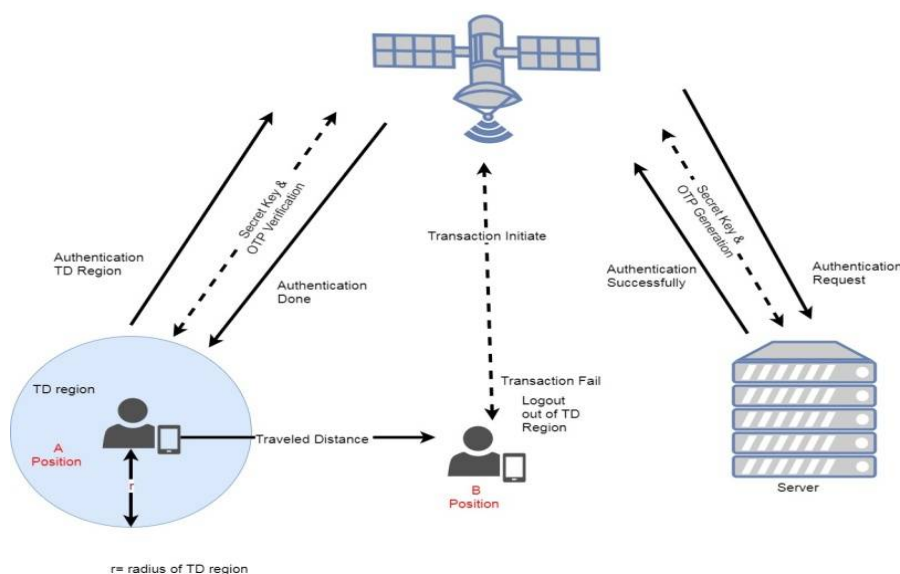 Authentication
TD Region
Secret Key &
OTP Verification
Authentication
Done
Transaction Initiate
Secret Key &
OTP Generation
Authentication
Successfully
Authentication
Request
TD region
A
Position
r
Traveled Distance
Transaction Fail
Logout
out of TD
Region
B
Position
Server
r= radius of TD region